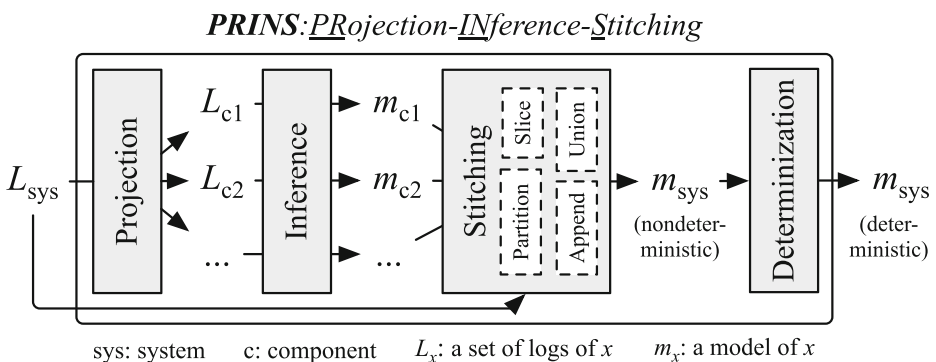 PRINS:PRojection-INference-Stitching
L_sys
Projection
L_c1
L_c2
...
Inference
m_c1
m_c2
...
Stitching
Slice
Union
Partition
Append
m_sys
(nondeter-
ministic)
Determinization
m_sys
(deter-
ministic)
sys: system c: component L_x: a set of logs of x m_x: a model of x